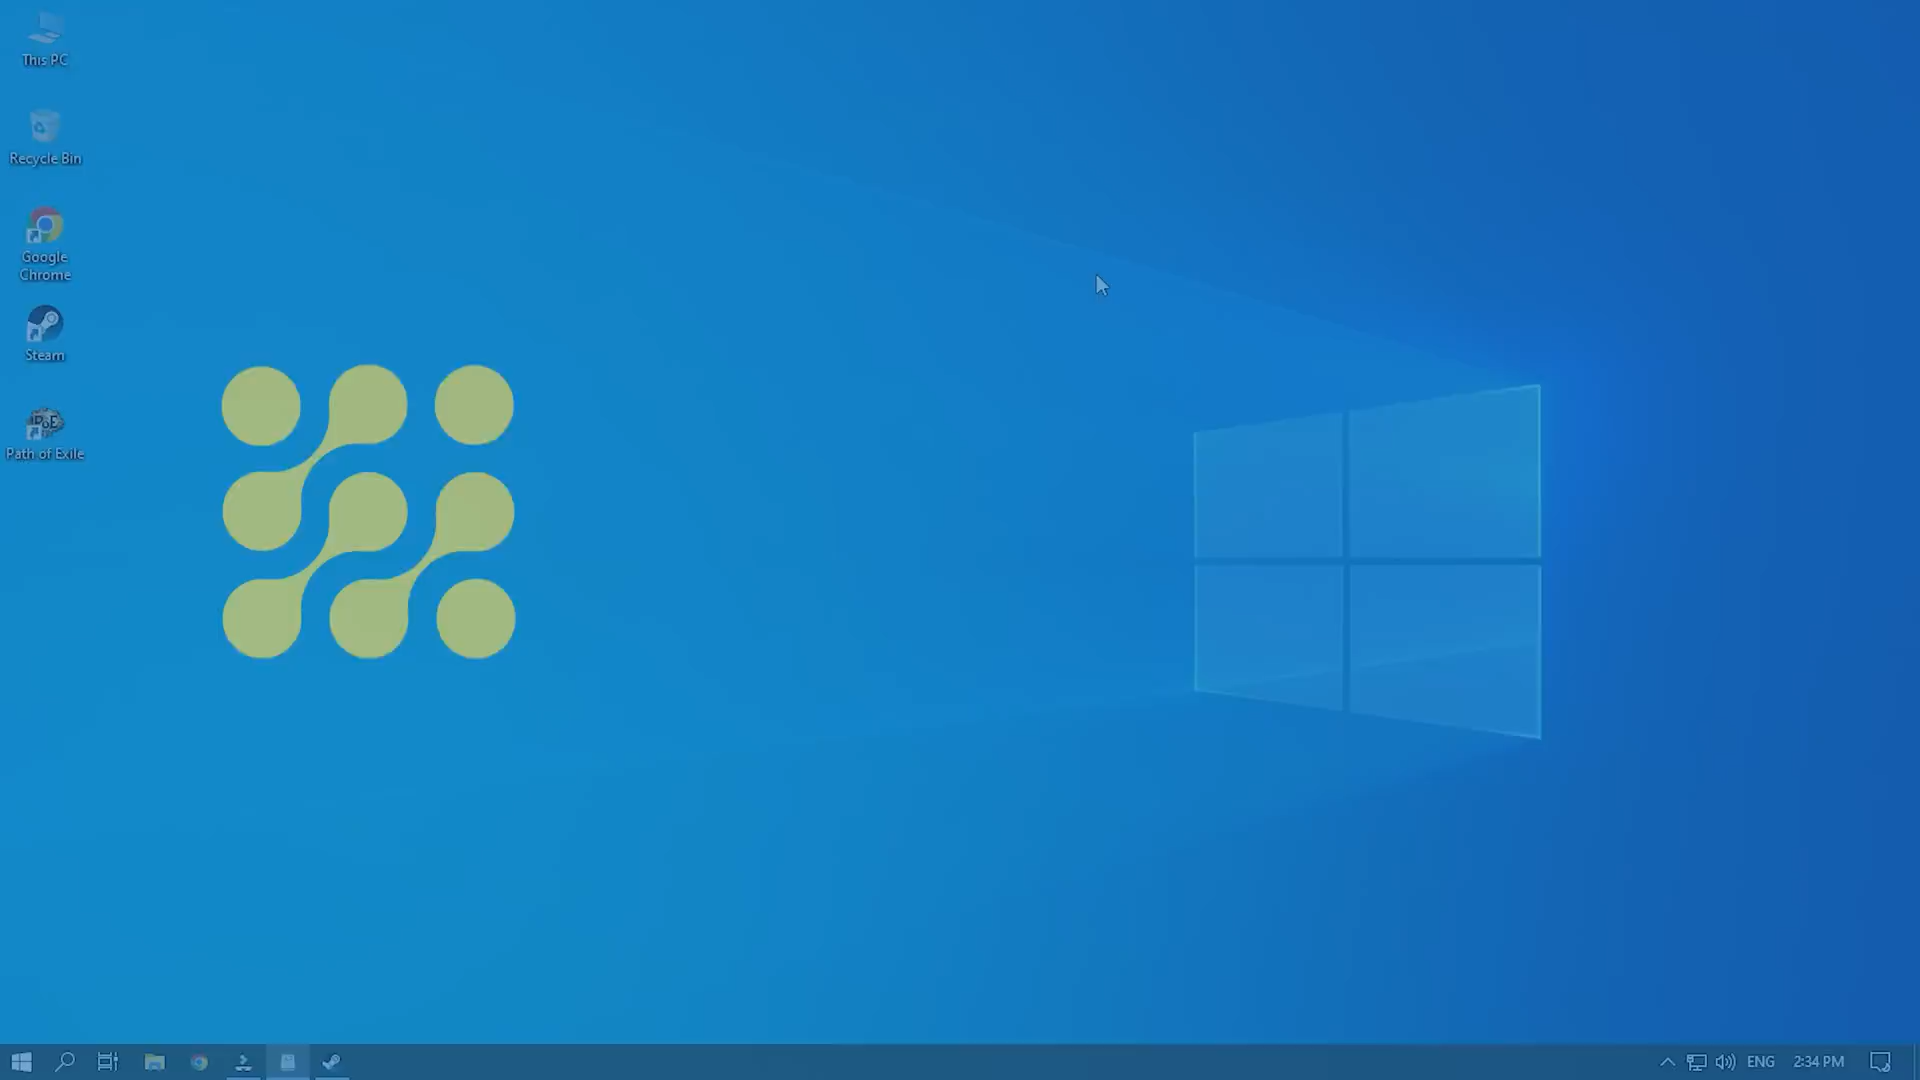 This PC
Recycle Bin
Google
Chrome
Steam
PoE
Path of Exile
ENG
2:34 PM